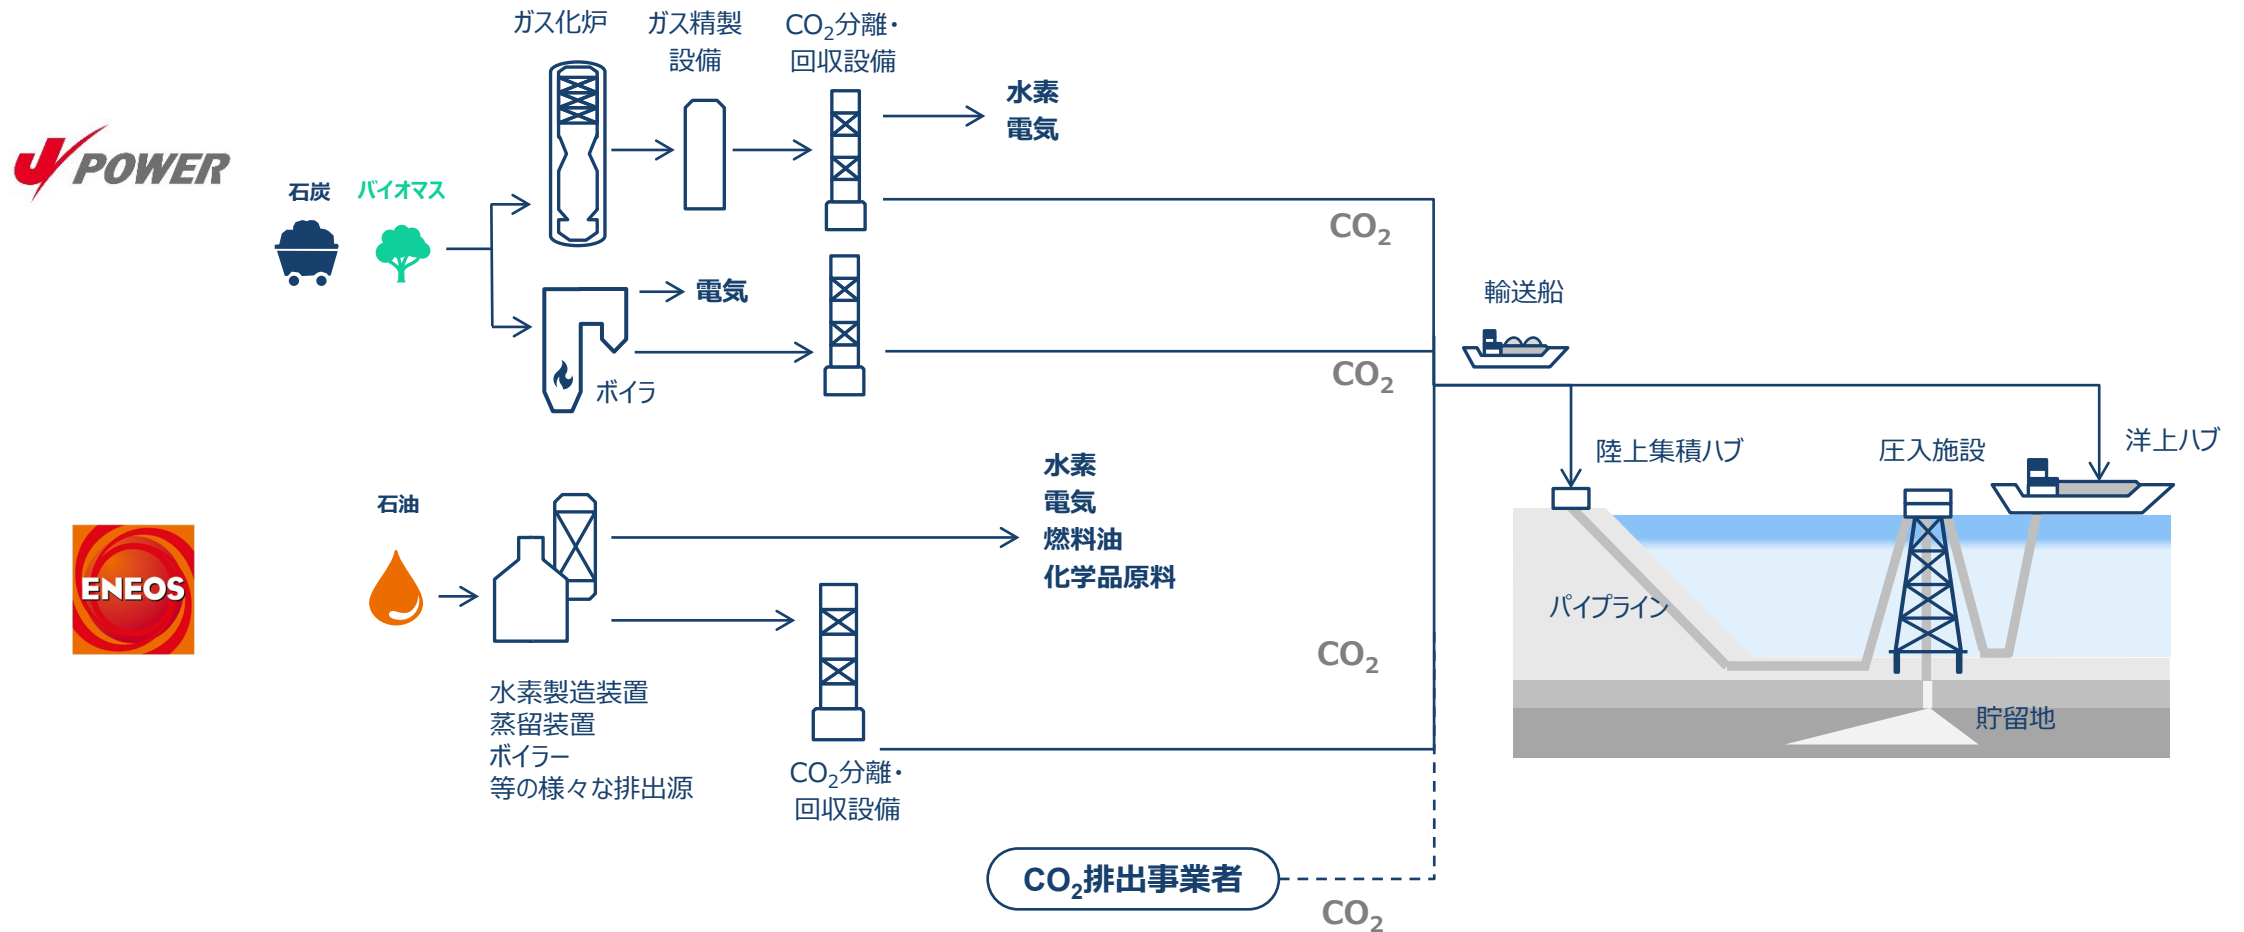 ガス化炉
ガス精製
設備
CO₂分離・
回収設備
水素
電気
J POWER
石炭
バイオマス
CO₂
電気
ボイラ
CO₂
輸送船
陸上集積ハブ
圧入施設
洋上ハブ
パイプライン
貯留地
ENEOS
石油
水素
電気
燃料油
化学品原料
水素製造装置
蒸留装置
ボイラー
等の様々な排出源
CO₂分離・
回収設備
CO₂
CO₂排出事業者
CO₂